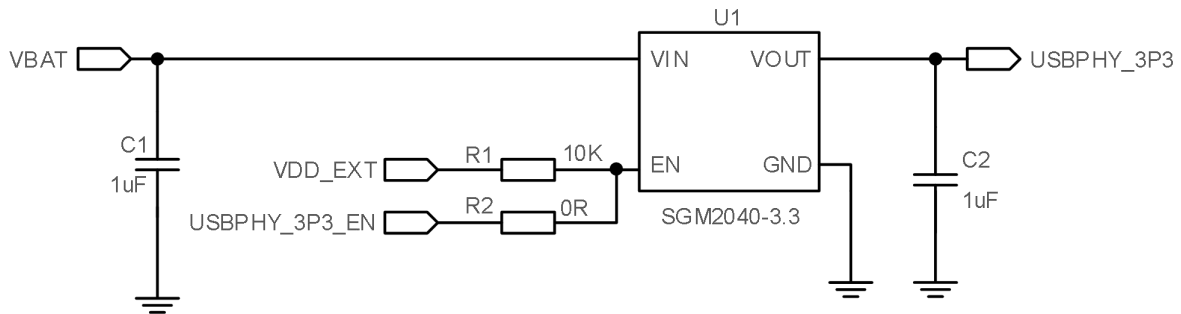 U1
VBAT
VIN
VOUT
USBPHY_3P3
C1
1uF
VDD_EXT
R1
10K
EN
GND
C2
1uF
USBPHY_3P3_EN
R2
0R
SGM2040-3.3